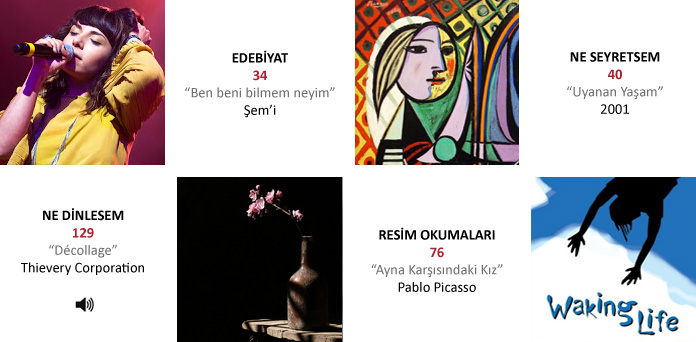 EDEBİYAT
34
“Ben beni bilmem neyim”
Şem’i
NE SEYRETSEM
40
“Uyanan Yaşam”
2001
NE DİNLESEM
129
“Décollage”
Thievery Corporation
RESİM OKUMALARI
76
“Ayna Karşısındaki Kız”
Pablo Picasso
Waking
Life